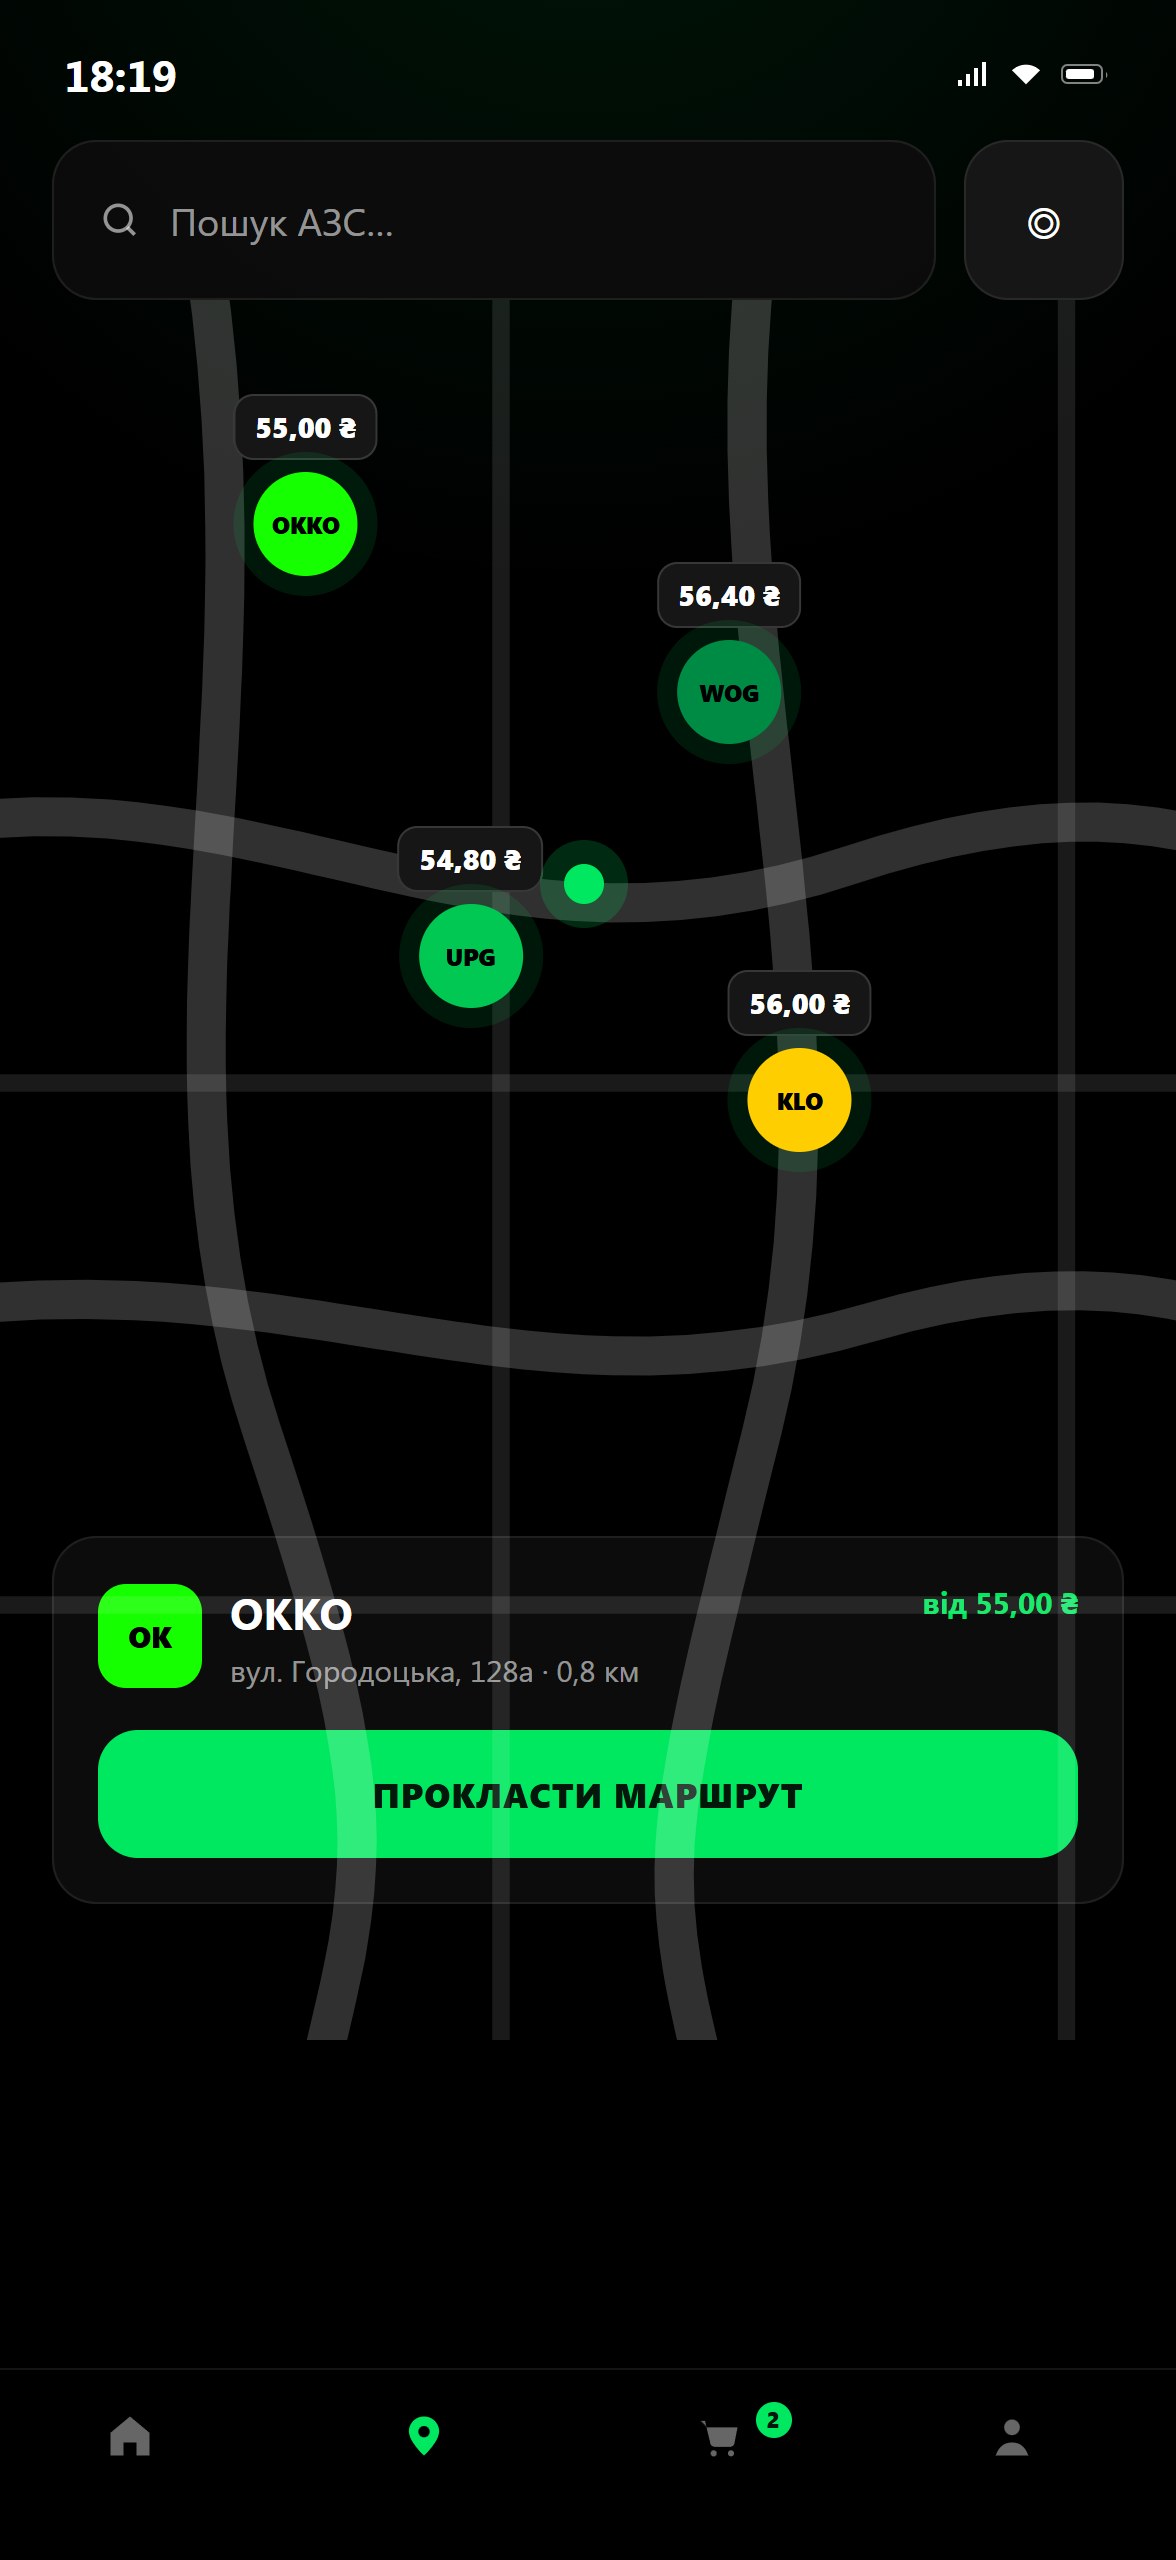 18:19
Пошук АЗС...
55,00 ₴
OKKO
56,40 ₴
WOG
54,80 ₴
UPG
56,00 ₴
KLO
OK
ОККО
від 55,00 ₴
вул. Городоцька, 128а · 0,8 км
ПРОКЛАСТИ МАРШРУТ
2